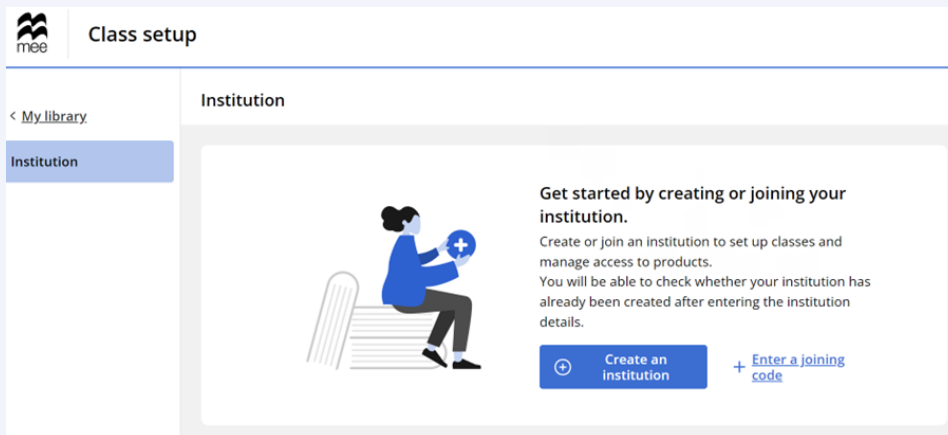 mee
Class setup
< My library
Institution
Institution
Get started by creating or joining your
institution.
Create or join an institution to set up classes and
manage access to products.
You will be able to check whether your institution has
already been created after entering the institution
details.
Create an
institution
+ Enter a joining
code